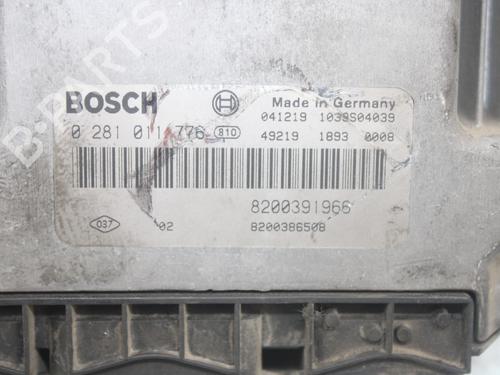 BOSCH
Made in Germany
041219 1039S04039
0 281 011 776 810
49219 1893 0008
8200391966
037 02
8200386508
B-PARTS